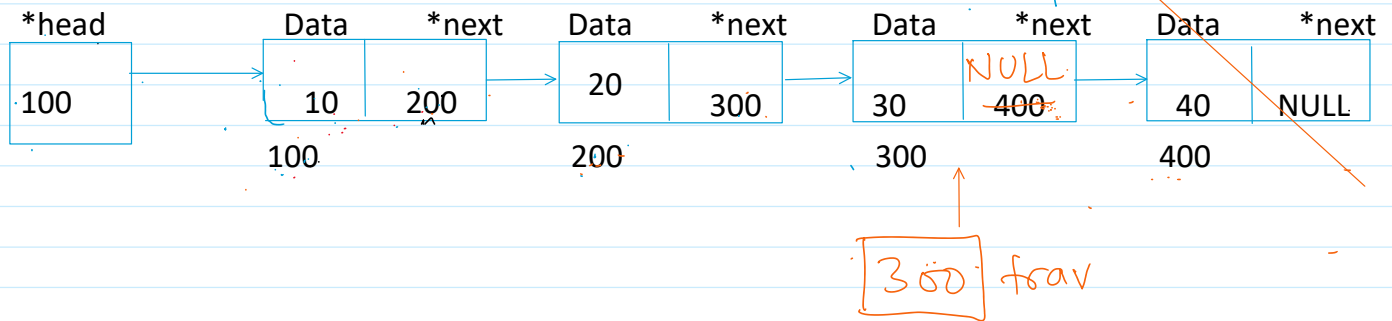 *head Data *next Data *next Data *next Data *next
NULL
20
100 10 200 300 30 400 40 NULL
100 200 300 400
300 trav